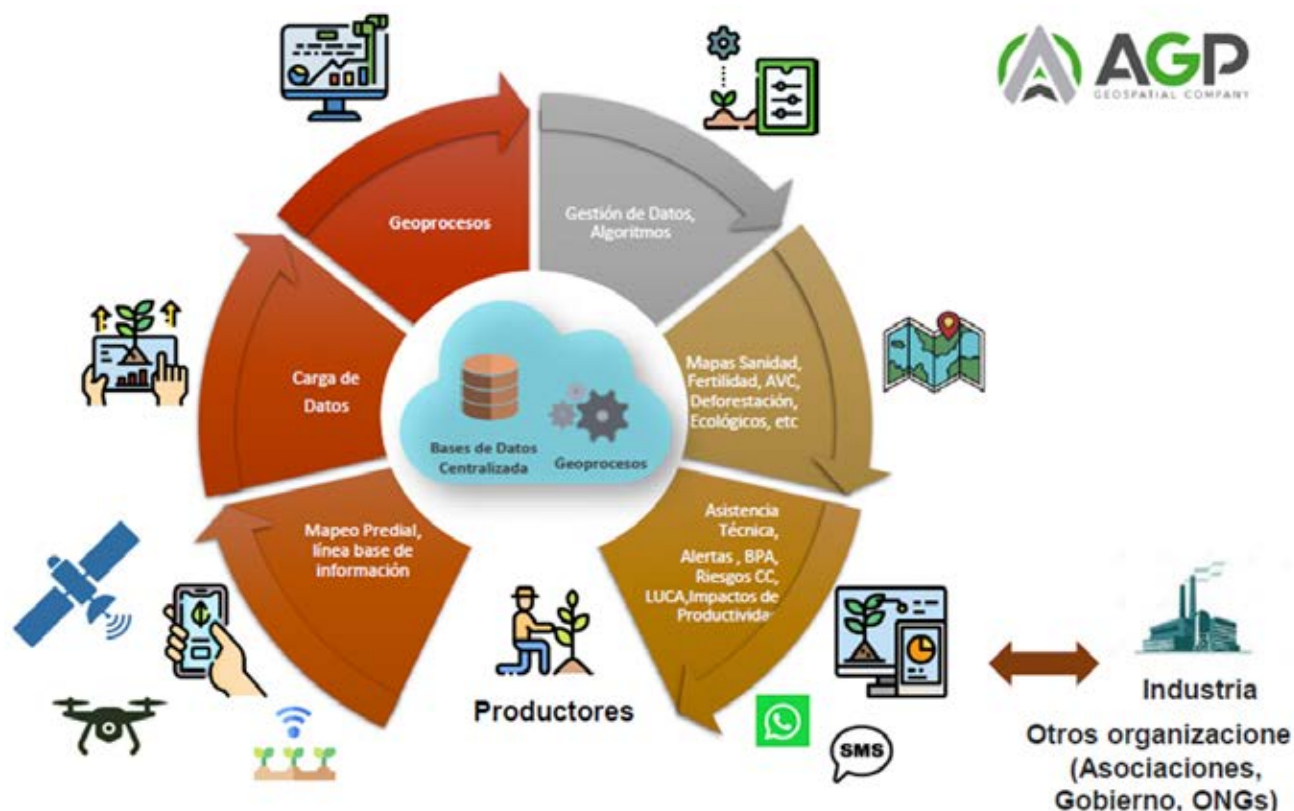 AGP
GEOSPATIAL COMPANY
Geoprocesos
Gestión de Datos,
Algoritmos
Carga de
Datos
Mapas Sanidad,
Fertilidad, AVC,
Deforestación,
Ecológicos, etc
Bases de Datos
Centralizada
Geoprocesos
Mapeo Predial,
línea base de
información
Asistencia
Técnica,
Alertas , BPA,
Riesgos CC,
LUCA,Impactos de
Productivida
Productores
SMS
Industria
Otros organizacione
(Asociaciones,
Gobierno, ONGs)